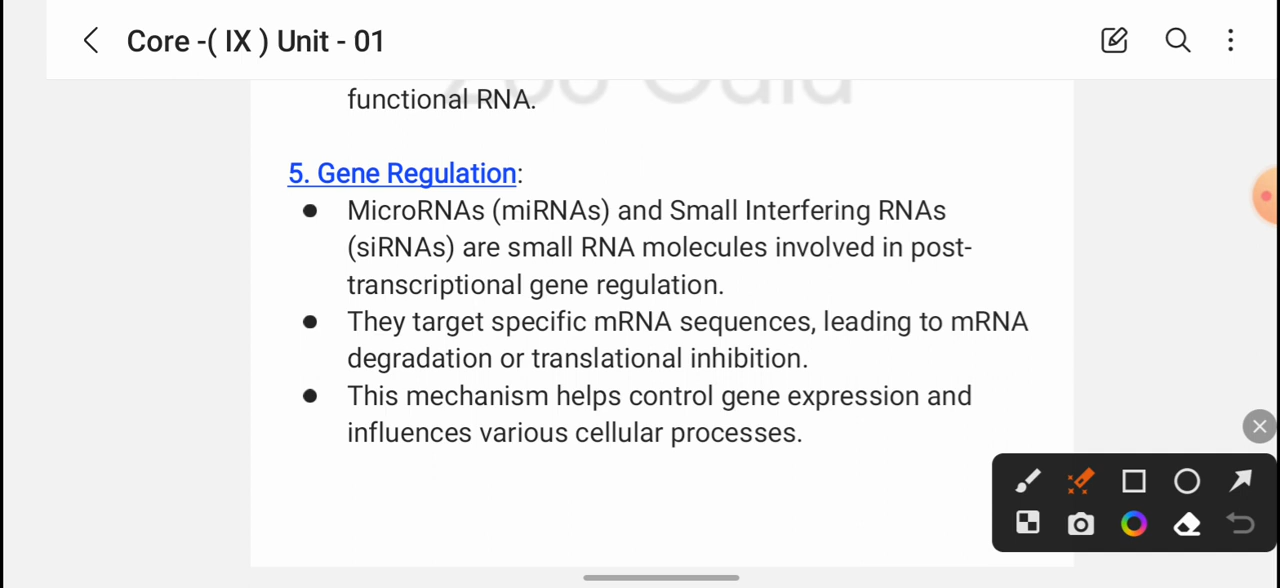 Core -( IX ) Unit - 01
functional RNA.
5. Gene Regulation:
● MicroRNAs (miRNAs) and Small Interfering RNAs
(siRNAs) are small RNA molecules involved in post-
transcriptional gene regulation.
● They target specific mRNA sequences, leading to mRNA
degradation or translational inhibition.
● This mechanism helps control gene expression and
influences various cellular processes.